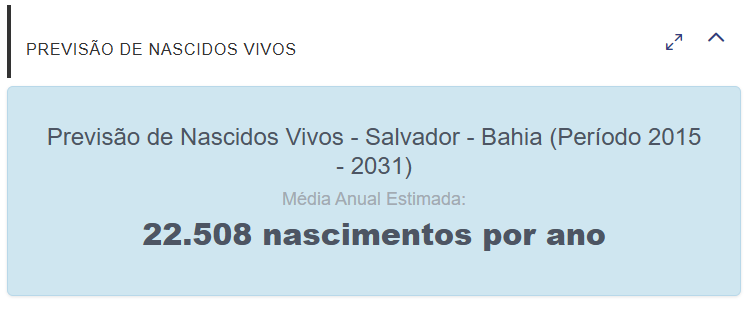 PREVISÃO DE NASCIDOS VIVOS
Previsão de Nascidos Vivos - Salvador - Bahia (Período 2015
- 2031)
Média Anual Estimada:
22.508 nascimentos por ano